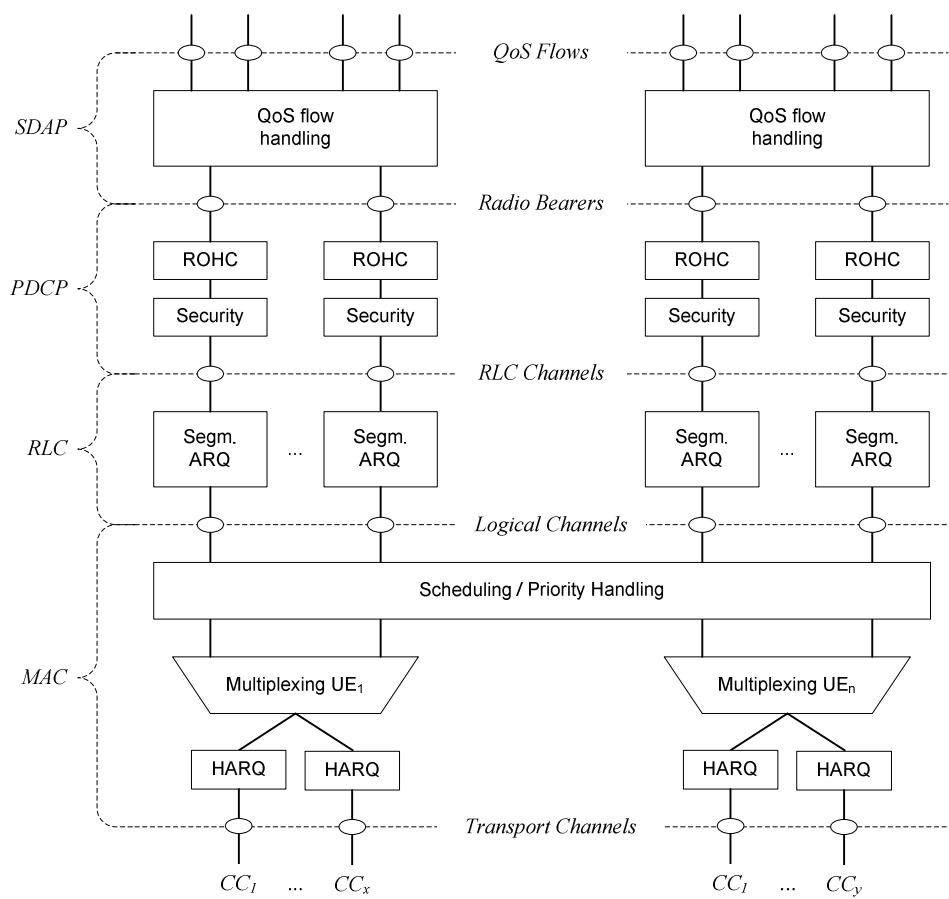 QoS Flows
SDAP
QoS flow
handling
QoS flow
handling
Radio Bearers
PDCP
ROHC ROHC ROHC ROHC
Security Security Security Security
RLC Channels
RLC
Segm.
ARQ
...
Segm.
ARQ
Segm.
ARQ
...
Segm.
ARQ
Logical Channels
Scheduling / Priority Handling
MAC
Multiplexing UE1 Multiplexing UEn
HARQ HARQ HARQ HARQ
Transport Channels
CC1 ... CCx CC1 ... CCy